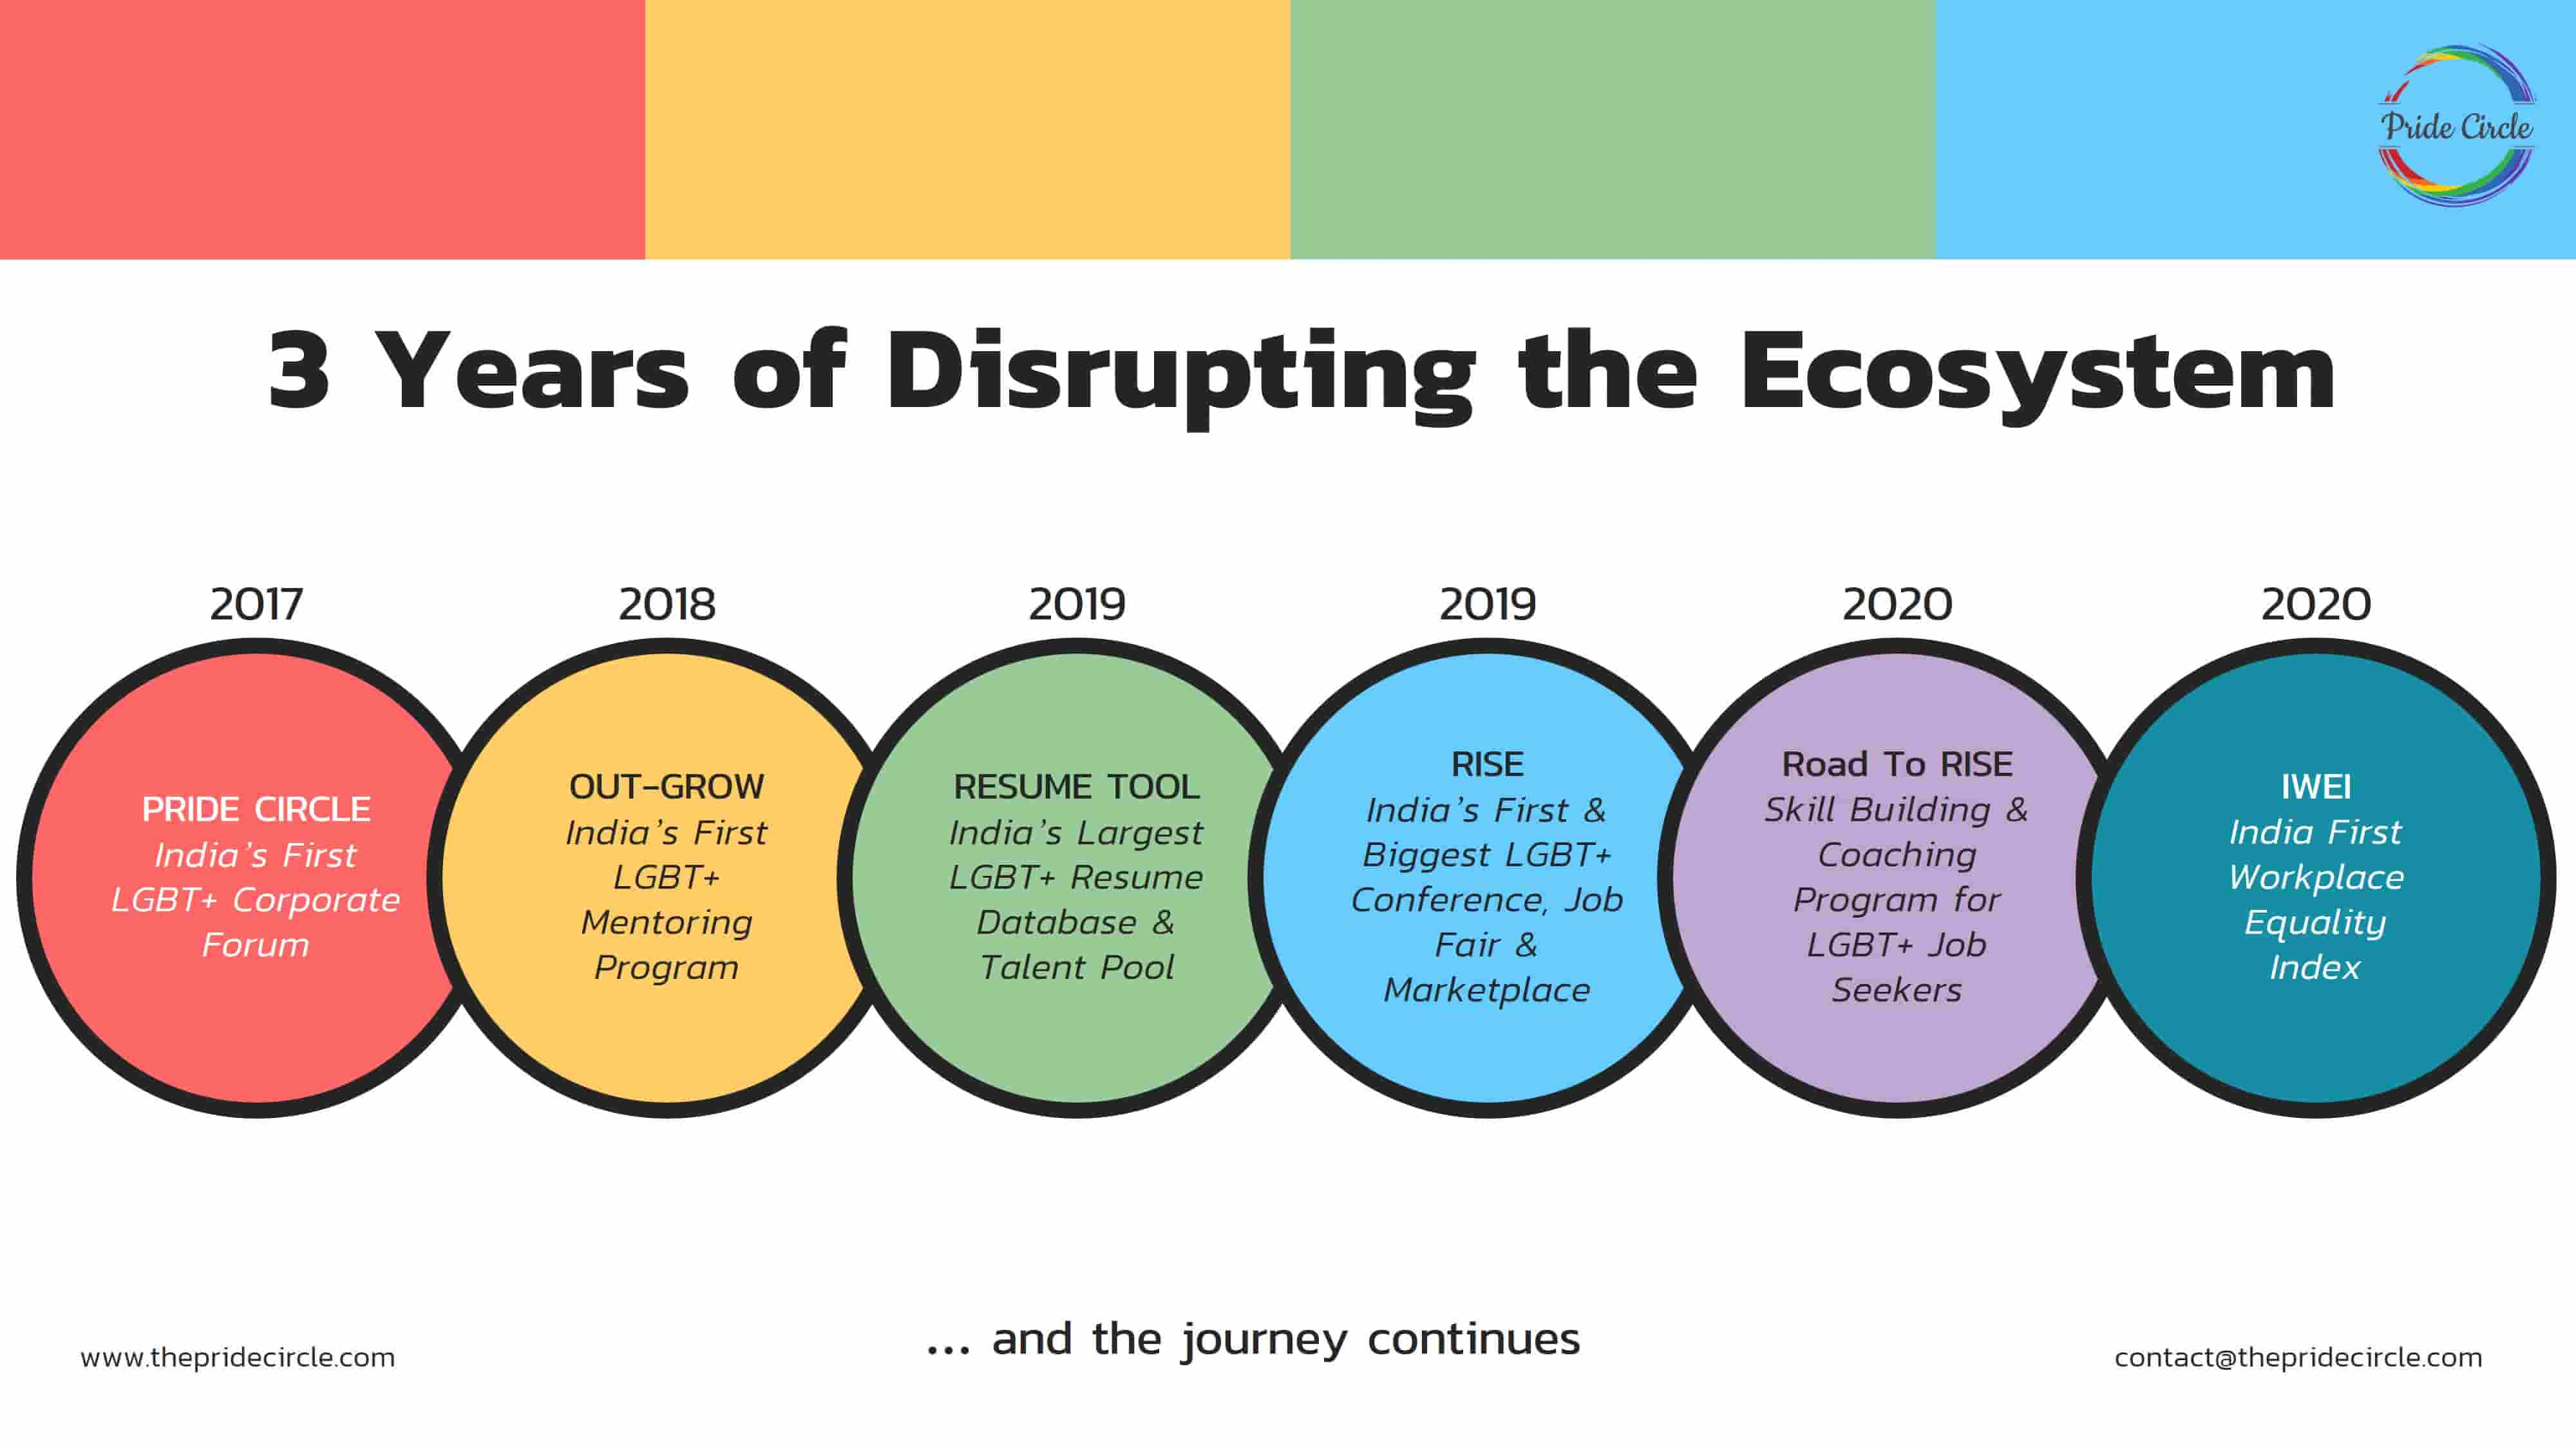 Pride Circle
3 Years of Disrupting the Ecosystem
2017
PRIDE CIRCLE
India's First
LGBT+ Corporate
Forum
2018
OUT-GROW
India's First
LGBT+
Mentoring
Program
2019
RESUME TOOL
India's Largest
LGBT+ Resume
Database &
Talent Pool
2019
RISE
India's First &
Biggest LGBT+
Conference, Job
Fair &
Marketplace
2020
Road To RISE
Skill Building &
Coaching
Program for
LGBT+ Job
Seekers
2020
IWEI
India First
Workplace
Equality
Index
... and the journey continues
www.thepridecircle.com
contact@thepridecircle.com